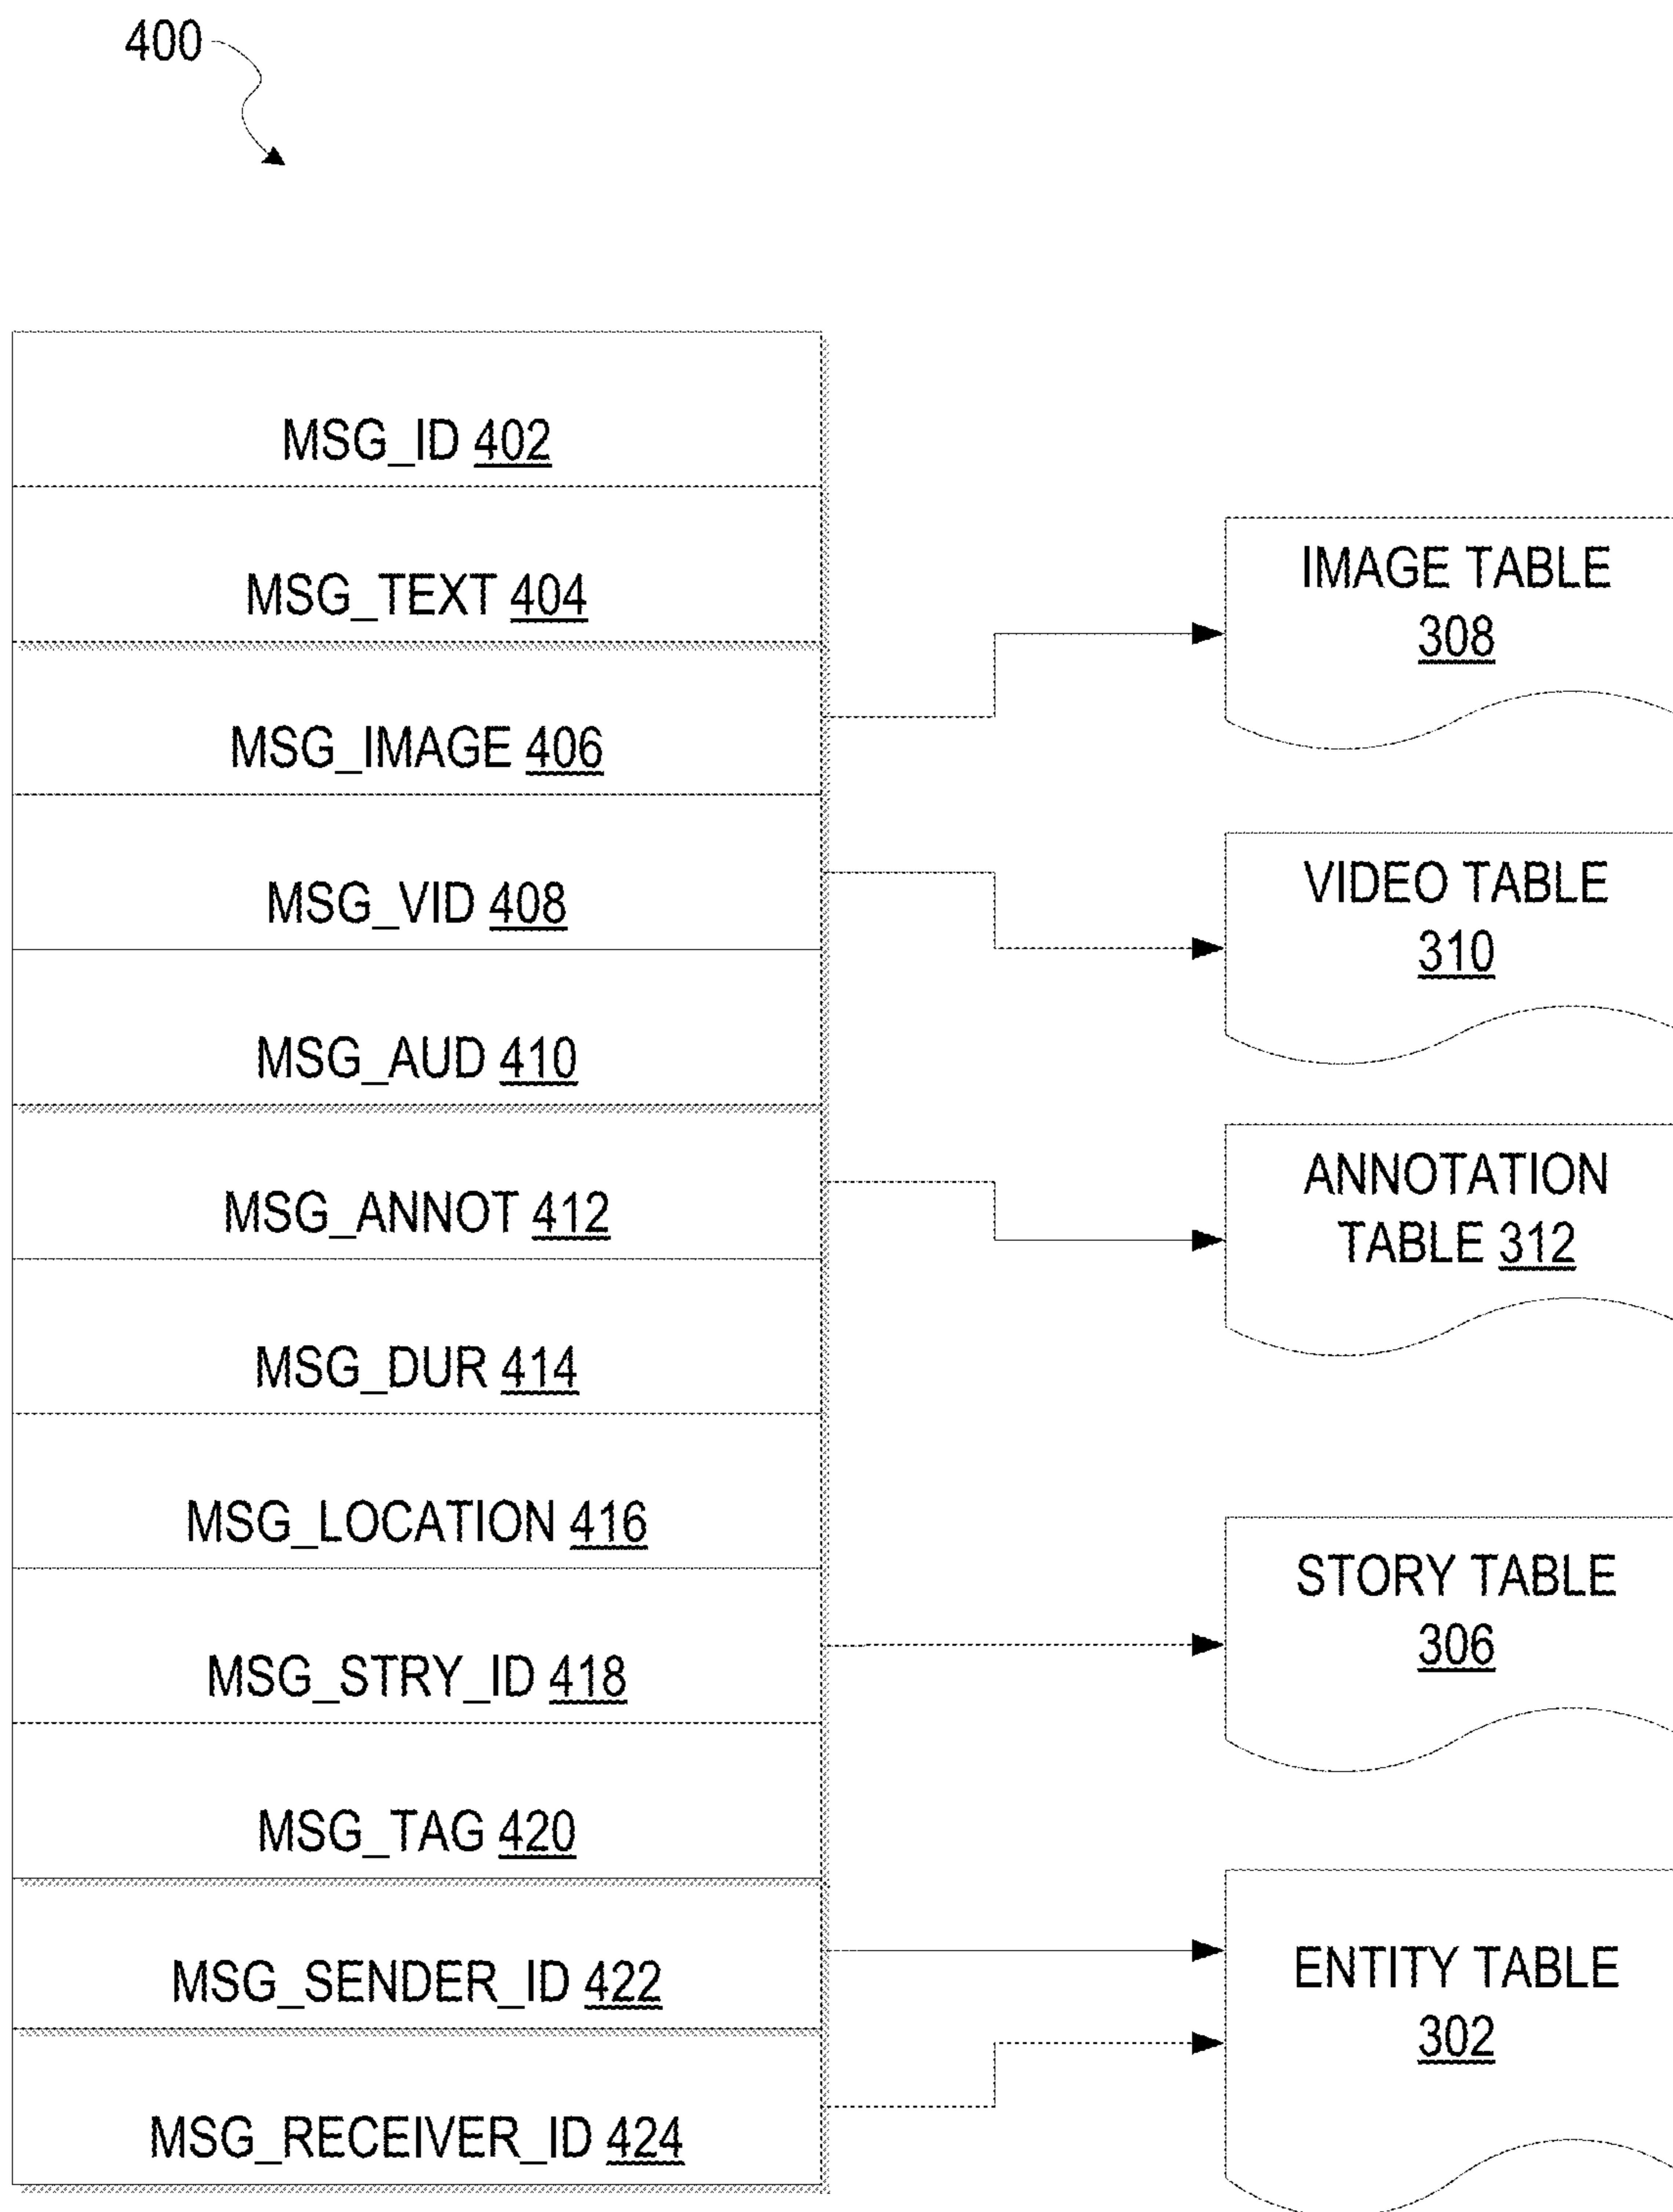 400
MSG_ID 402
MSG_TEXT 404
MSG_IMAGE 406
MSG_VID 408
MSG_AUD 410
MSG_ANNOT 412
MSG_DUR 414
MSG_LOCATION 416
MSG_STRY_ID 418
MSG_TAG 420
MSG_SENDER_ID 422
MSG_RECEIVER_ID 424
IMAGE TABLE
308
VIDEO TABLE
310
ANNOTATION
TABLE 312
STORY TABLE
306
ENTITY TABLE
302